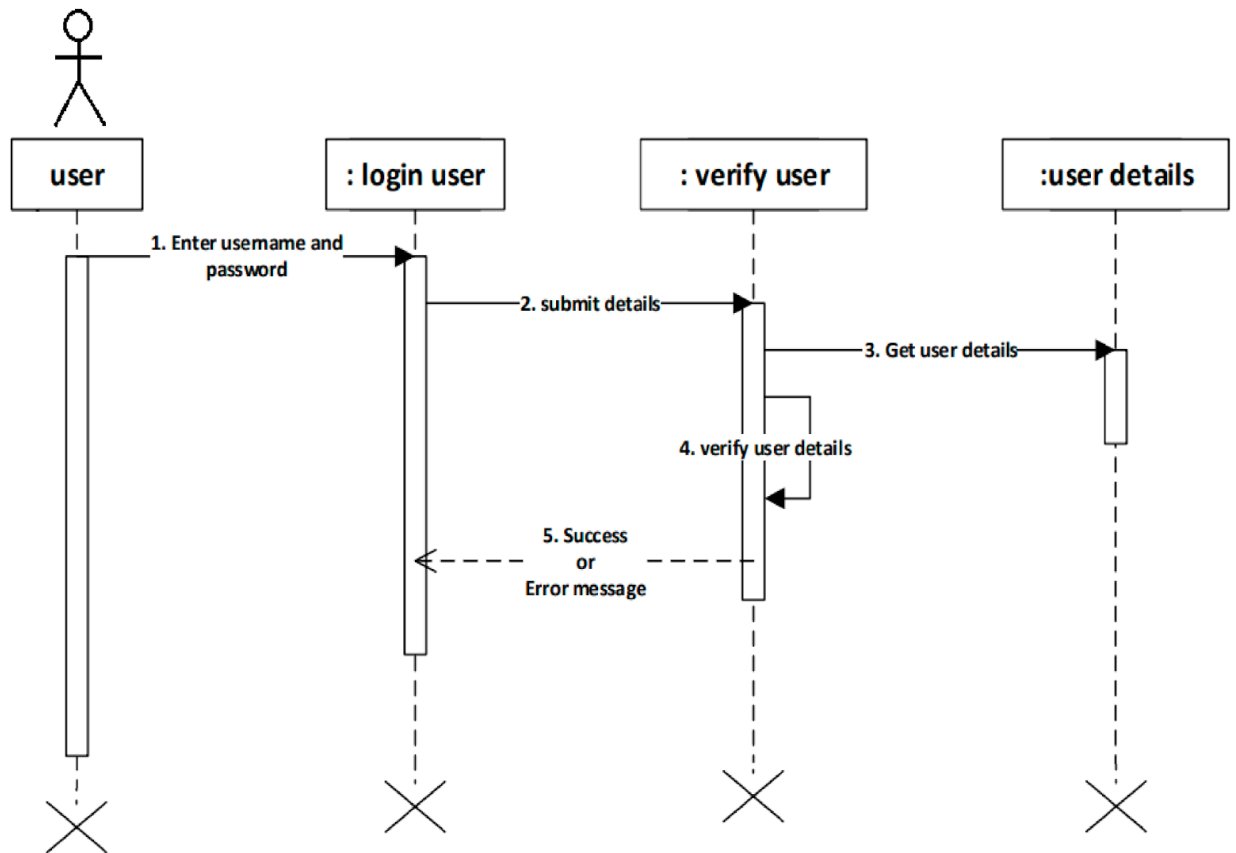 user
: login user
: verify user
:user details
1. Enter username and
password
2. submit details
3. Get user details
4. verify user details
5. Success
or
Error message